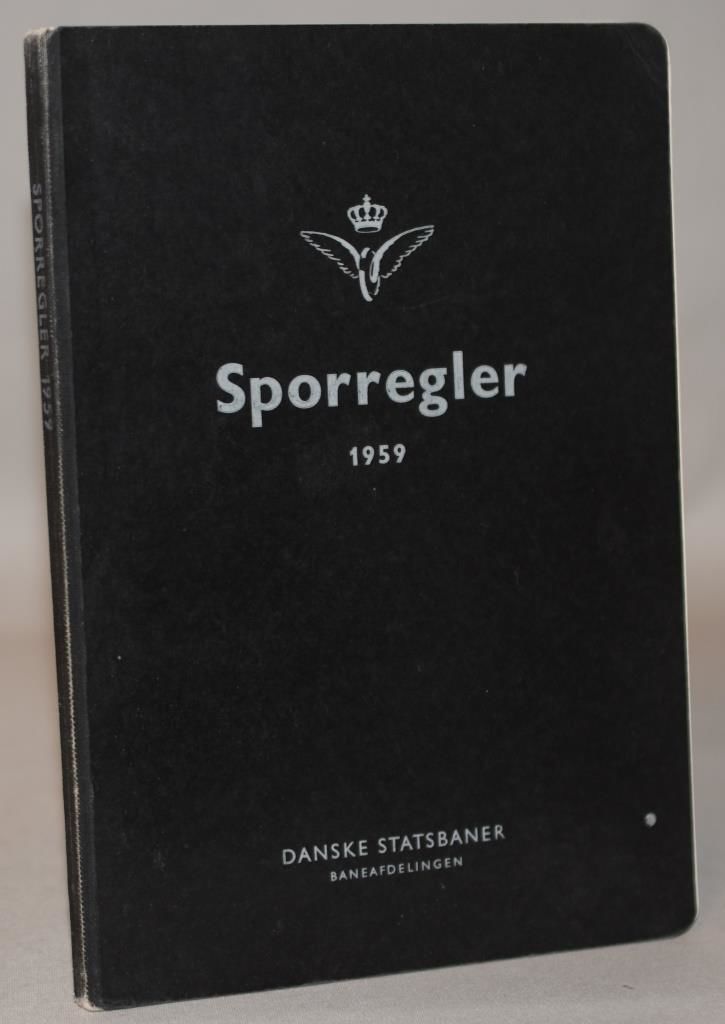 SPORREGLER 1959
Sporregler
1959
DANSKE STATSBANER
BANEAFDELINGEN